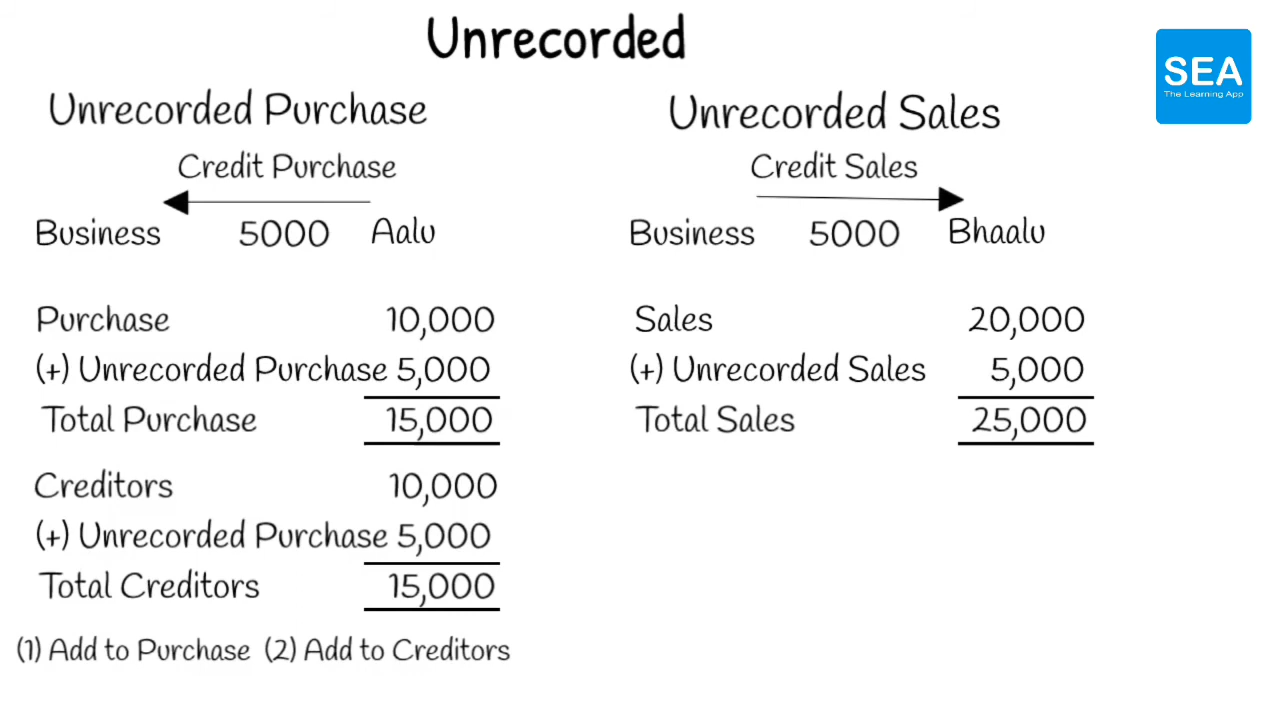 Unrecorded
SEA
The Learning App
Unrecorded Purchase
Credit Purchase
Business 5000 Aalu
Purchase 10,000
(+) Unrecorded Purchase 5,000
Total Purchase 15,000
Creditors 10,000
(+) Unrecorded Purchase 5,000
Total Creditors 15,000
(1) Add to Purchase (2) Add to Creditors
Unrecorded Sales
Credit Sales
Business 5000 Bhaalu
Sales 20,000
(+) Unrecorded Sales 5,000
Total Sales 25,000